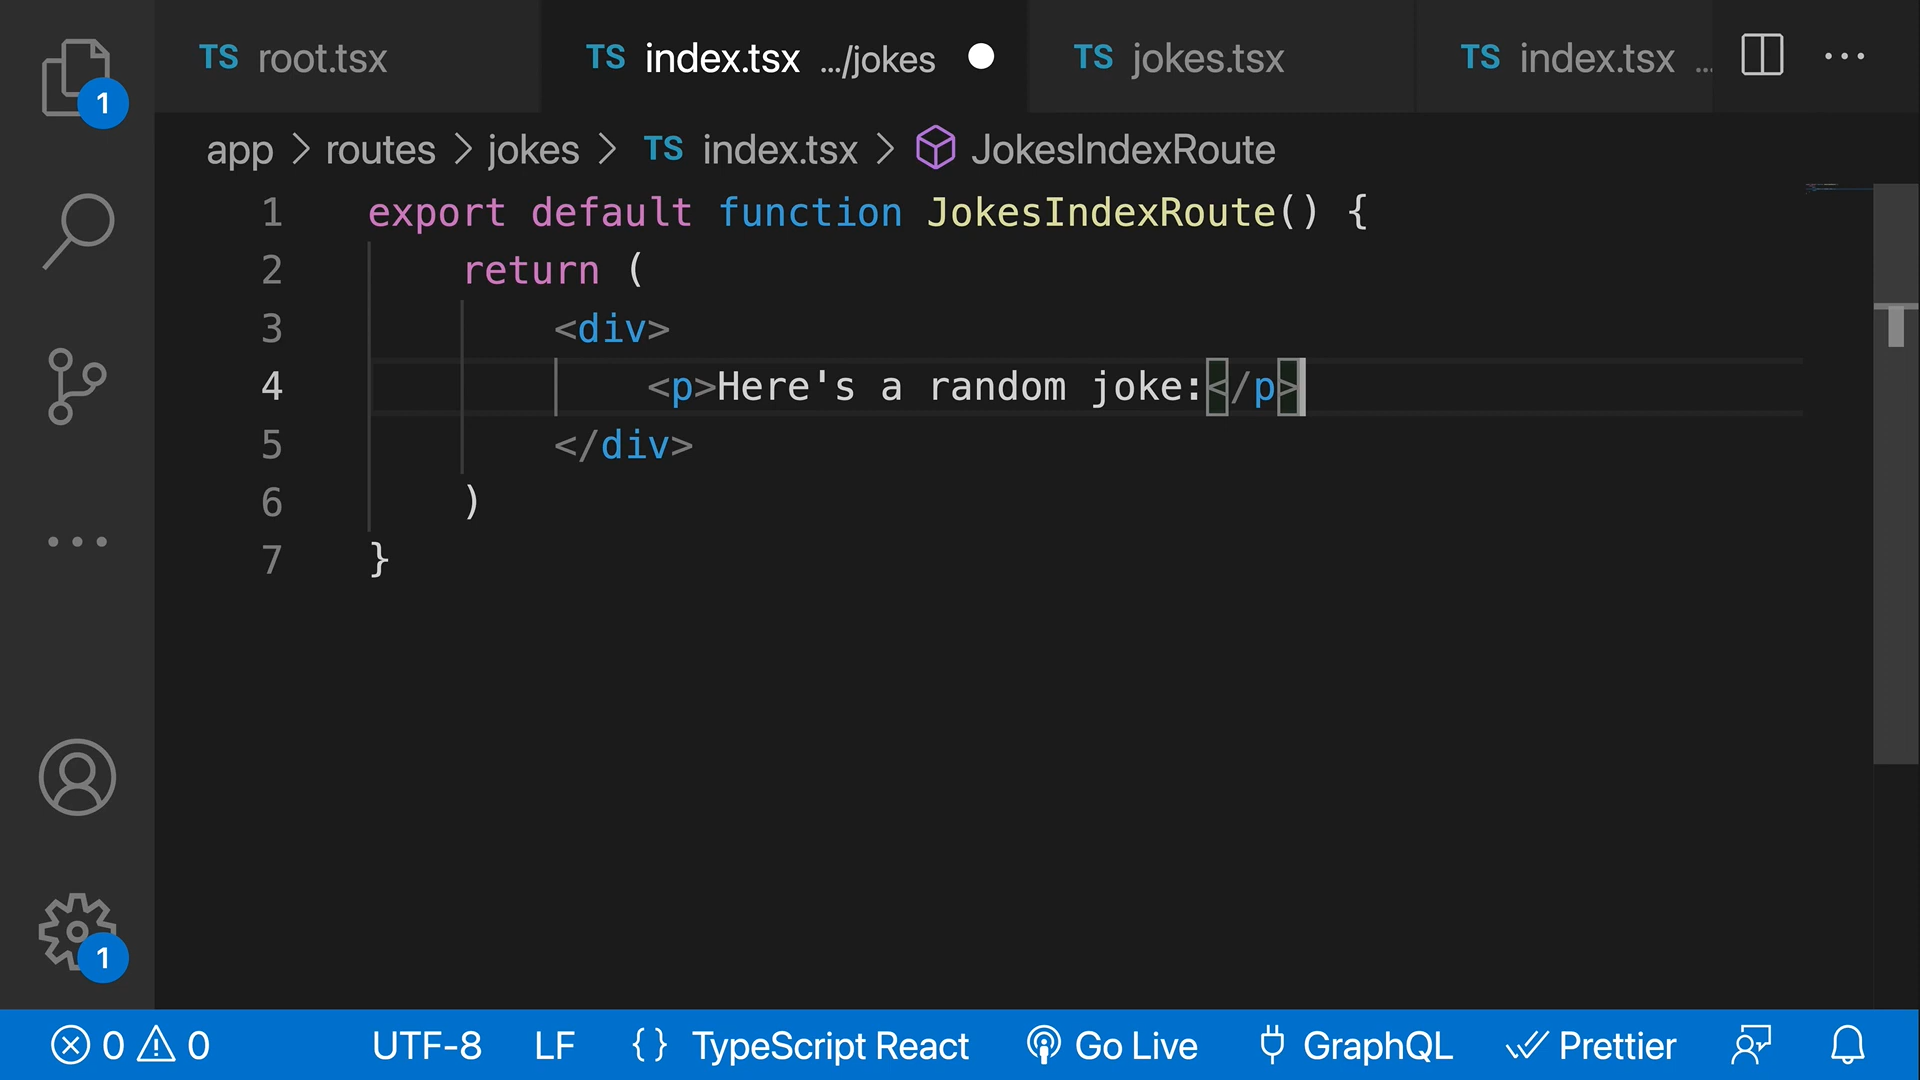 TS root.tsx TS index.tsx .../jokes TS jokes.tsx TS index.tsx ...
1
app > routes > jokes > TS index.tsx > JokesIndexRoute
1 export default function JokesIndexRoute() {
2 return (
3 <div>
4 <p>Here's a random joke:</p>
5 </div>
6 )
7 }
1
0 0 UTF-8 LF {} TypeScript React Go Live GraphQL Prettier